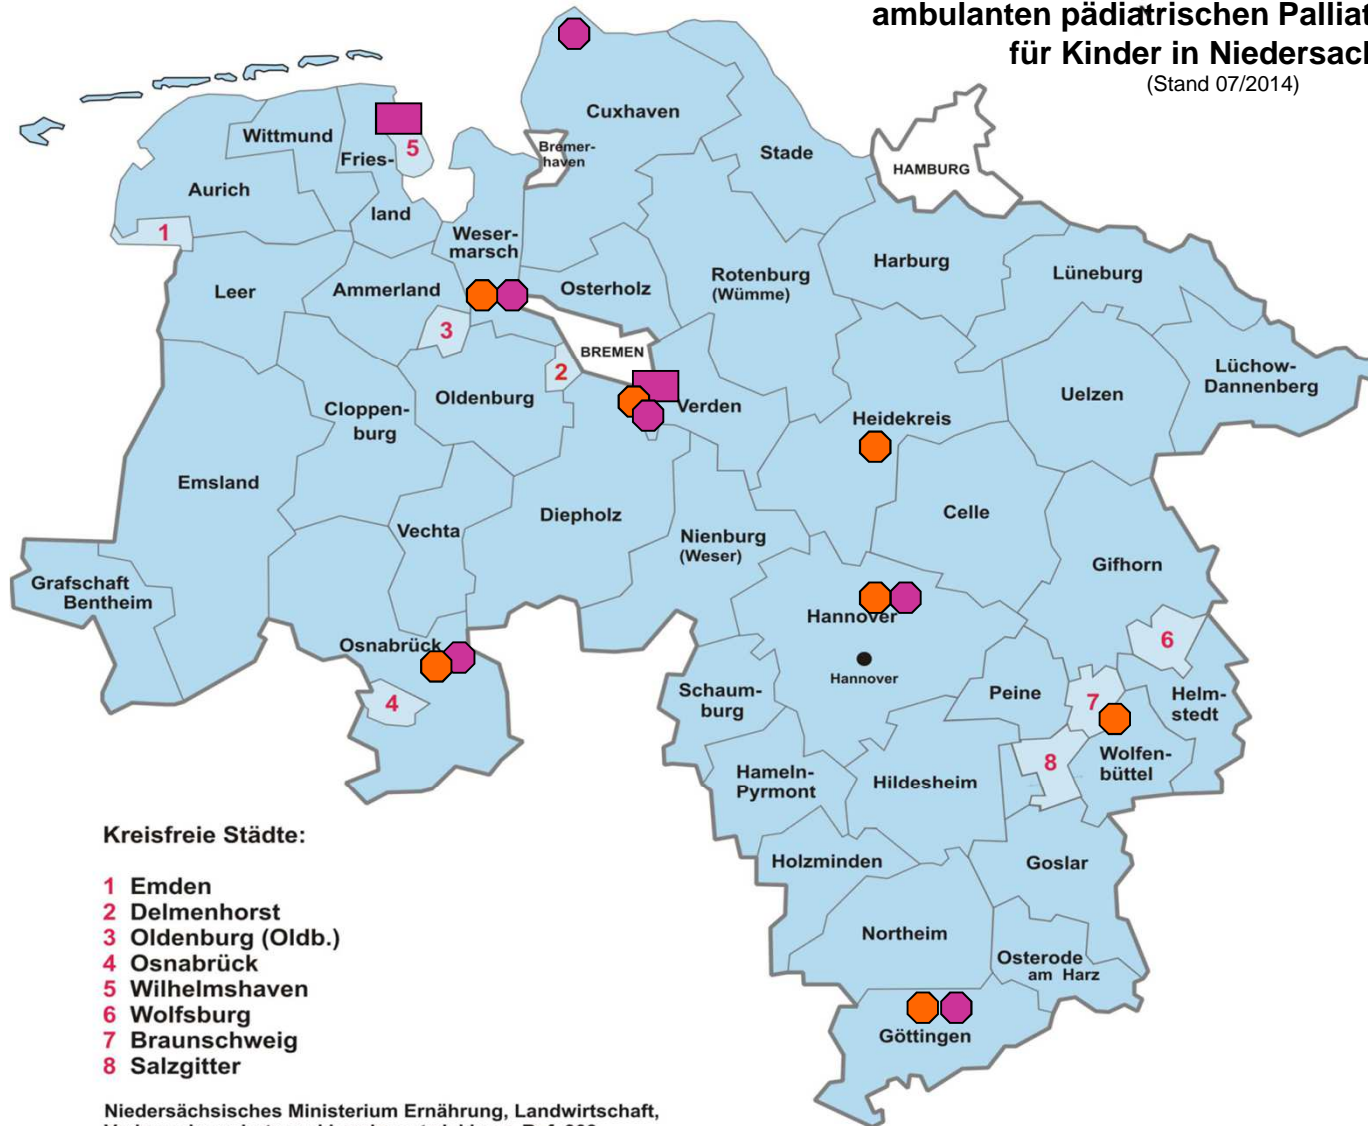 ambulanten pädiatrischen
für Kinder in
(Stand 07/2014)
Cuxhaven
Wittmund
Bremer-
haven
Stade
Fries-
5
HAMBURG
Aurich
land
1
Weser-
marsch
Harburg
Rotenburg
(Wümme)
Lüneburg
Leer
Ammerland
Osterholz
3
BREMEN
2
Lüchow-
Dannenberg
Oldenburg
Uelzen
Verden
Cloppen-
burg
Heidekreis
Emsland
Celle
Diepholz
Vechta
Nienburg
(Weser)
Gifhorn
Grafschaft
Bentheim
Hannover
6
Osnabrück
Hannover
Schaum-
burg
Peine
7
Helm-
stedt
4
Wolfen-
büttel
8
Hameln-
Pyrmont
Hildesheim
Kreisfreie Städte:
Holzminden
Goslar
1 Emden
2 Delmenhorst
3 Oldenburg (Oldb.)
4 Osnabrück
5 Wilhelmshaven
6 Wolfsburg
7 Braunschweig
8 Salzgitter
Northeim
Osterode
am Harz
Göttingen
Niedersächsisches Ministerium Ernährung, Landwirtschaft,